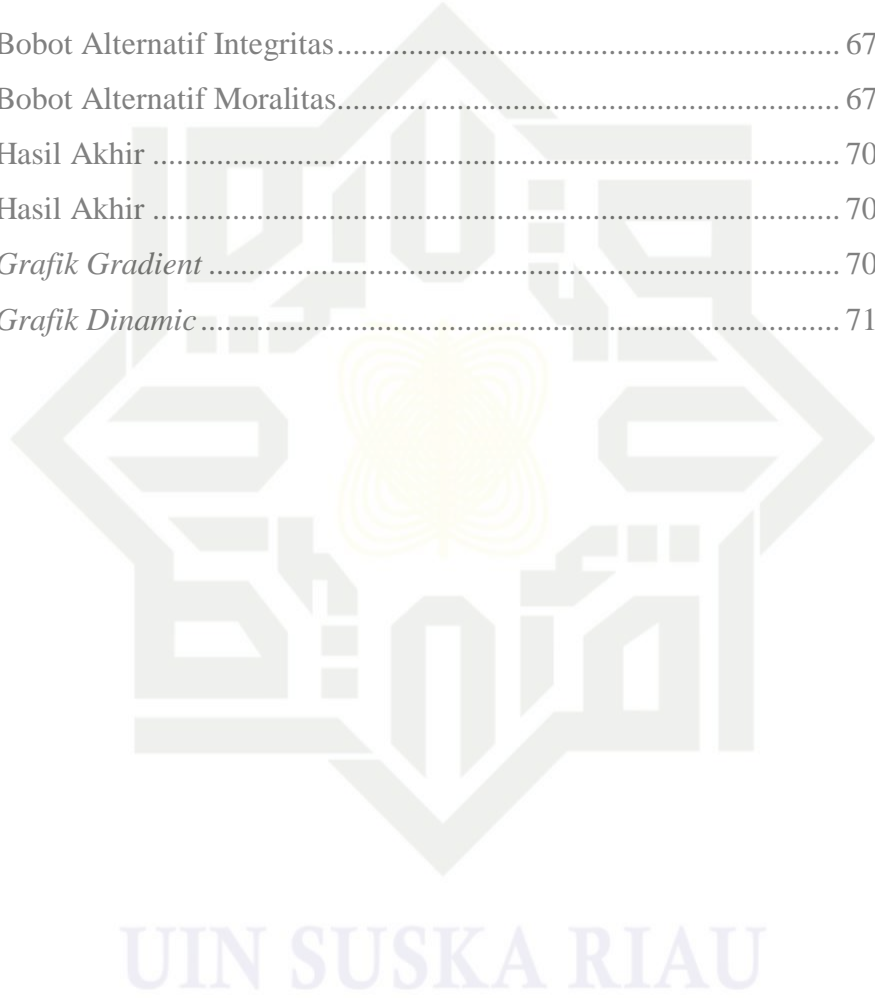 Bobot Alternatif Integritas........................................................... 67
Bobot Alternatif Moralitas........................................................... 67
Hasil Akhir ................................................................................. 70
Hasil Akhir ................................................................................. 70
Grafik Gradient .......................................................................... 70
Grafik Dinamic........................................................................... 71
UIN SUSKA RIAU